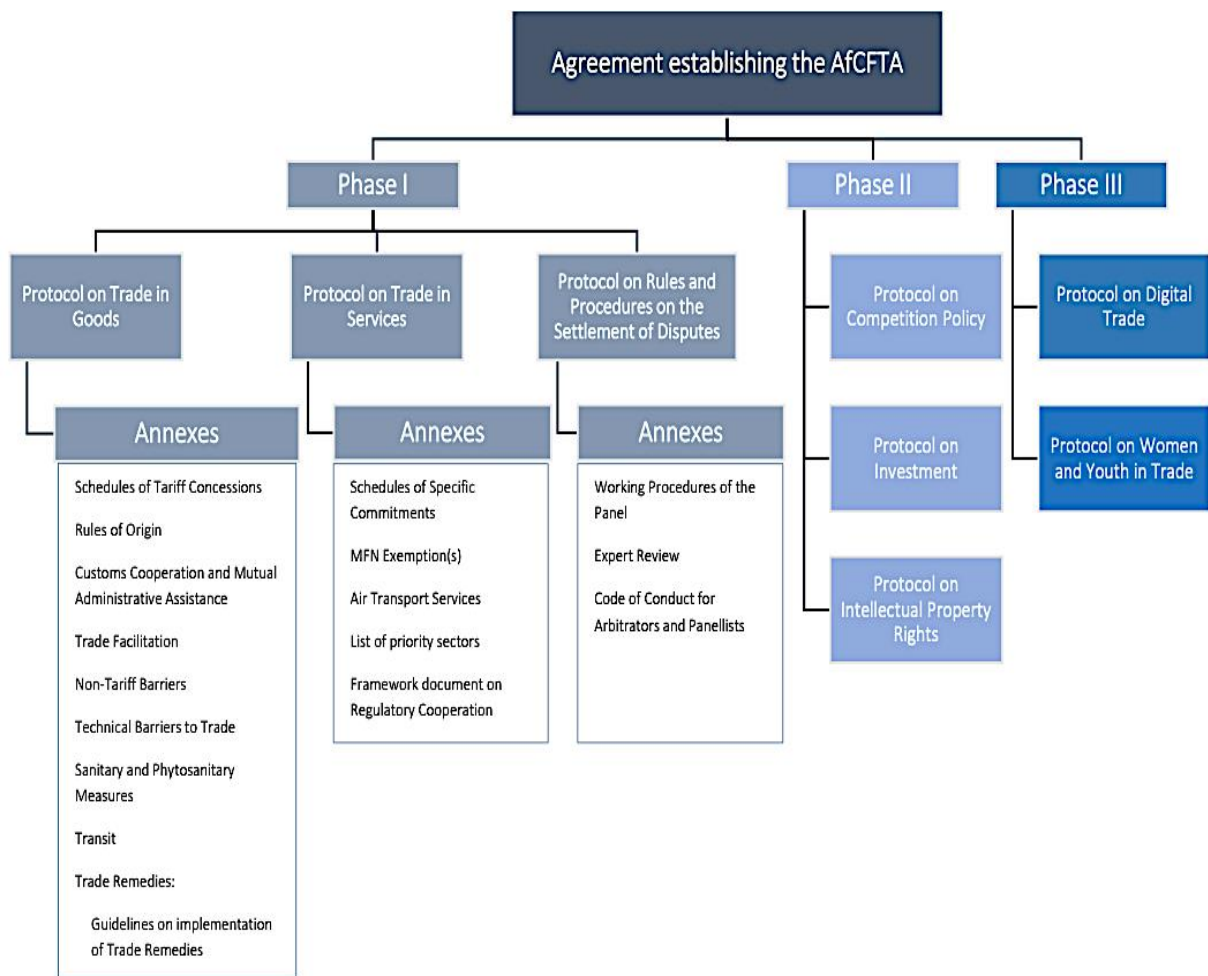 Agreement establishing the AfCFTA
Phase I
Phase II
Phase III
Protocol on Trade in
Goods
Protocol on Trade in
Services
Protocol on Rules and
Procedures on the
Settlement of Disputes
Protocol on
Competition Policy
Protocol on Digital
Trade
Annexes
Schedules of Tariff Concessions
Rules of Origin
Customs Cooperation and Mutual
Administrative Assistance
Trade Facilitation
Non-Tariff Barriers
Technical Barriers to Trade
Sanitary and Phytosanitary
Measures
Transit
Trade Remedies:
Guidelines on implementation
of Trade Remedies
Annexes
Schedules of Specific
Commitments
MFN Exemption(s)
Air Transport Services
List of priority sectors
Framework document on
Regulatory Cooperation
Annexes
Working Procedures of the
Panel
Expert Review
Code of Conduct for
Arbitrators and Panellists
Protocol on
Investment
Protocol on Women
and Youth in Trade
Protocol on
Intellectual Property
Rights